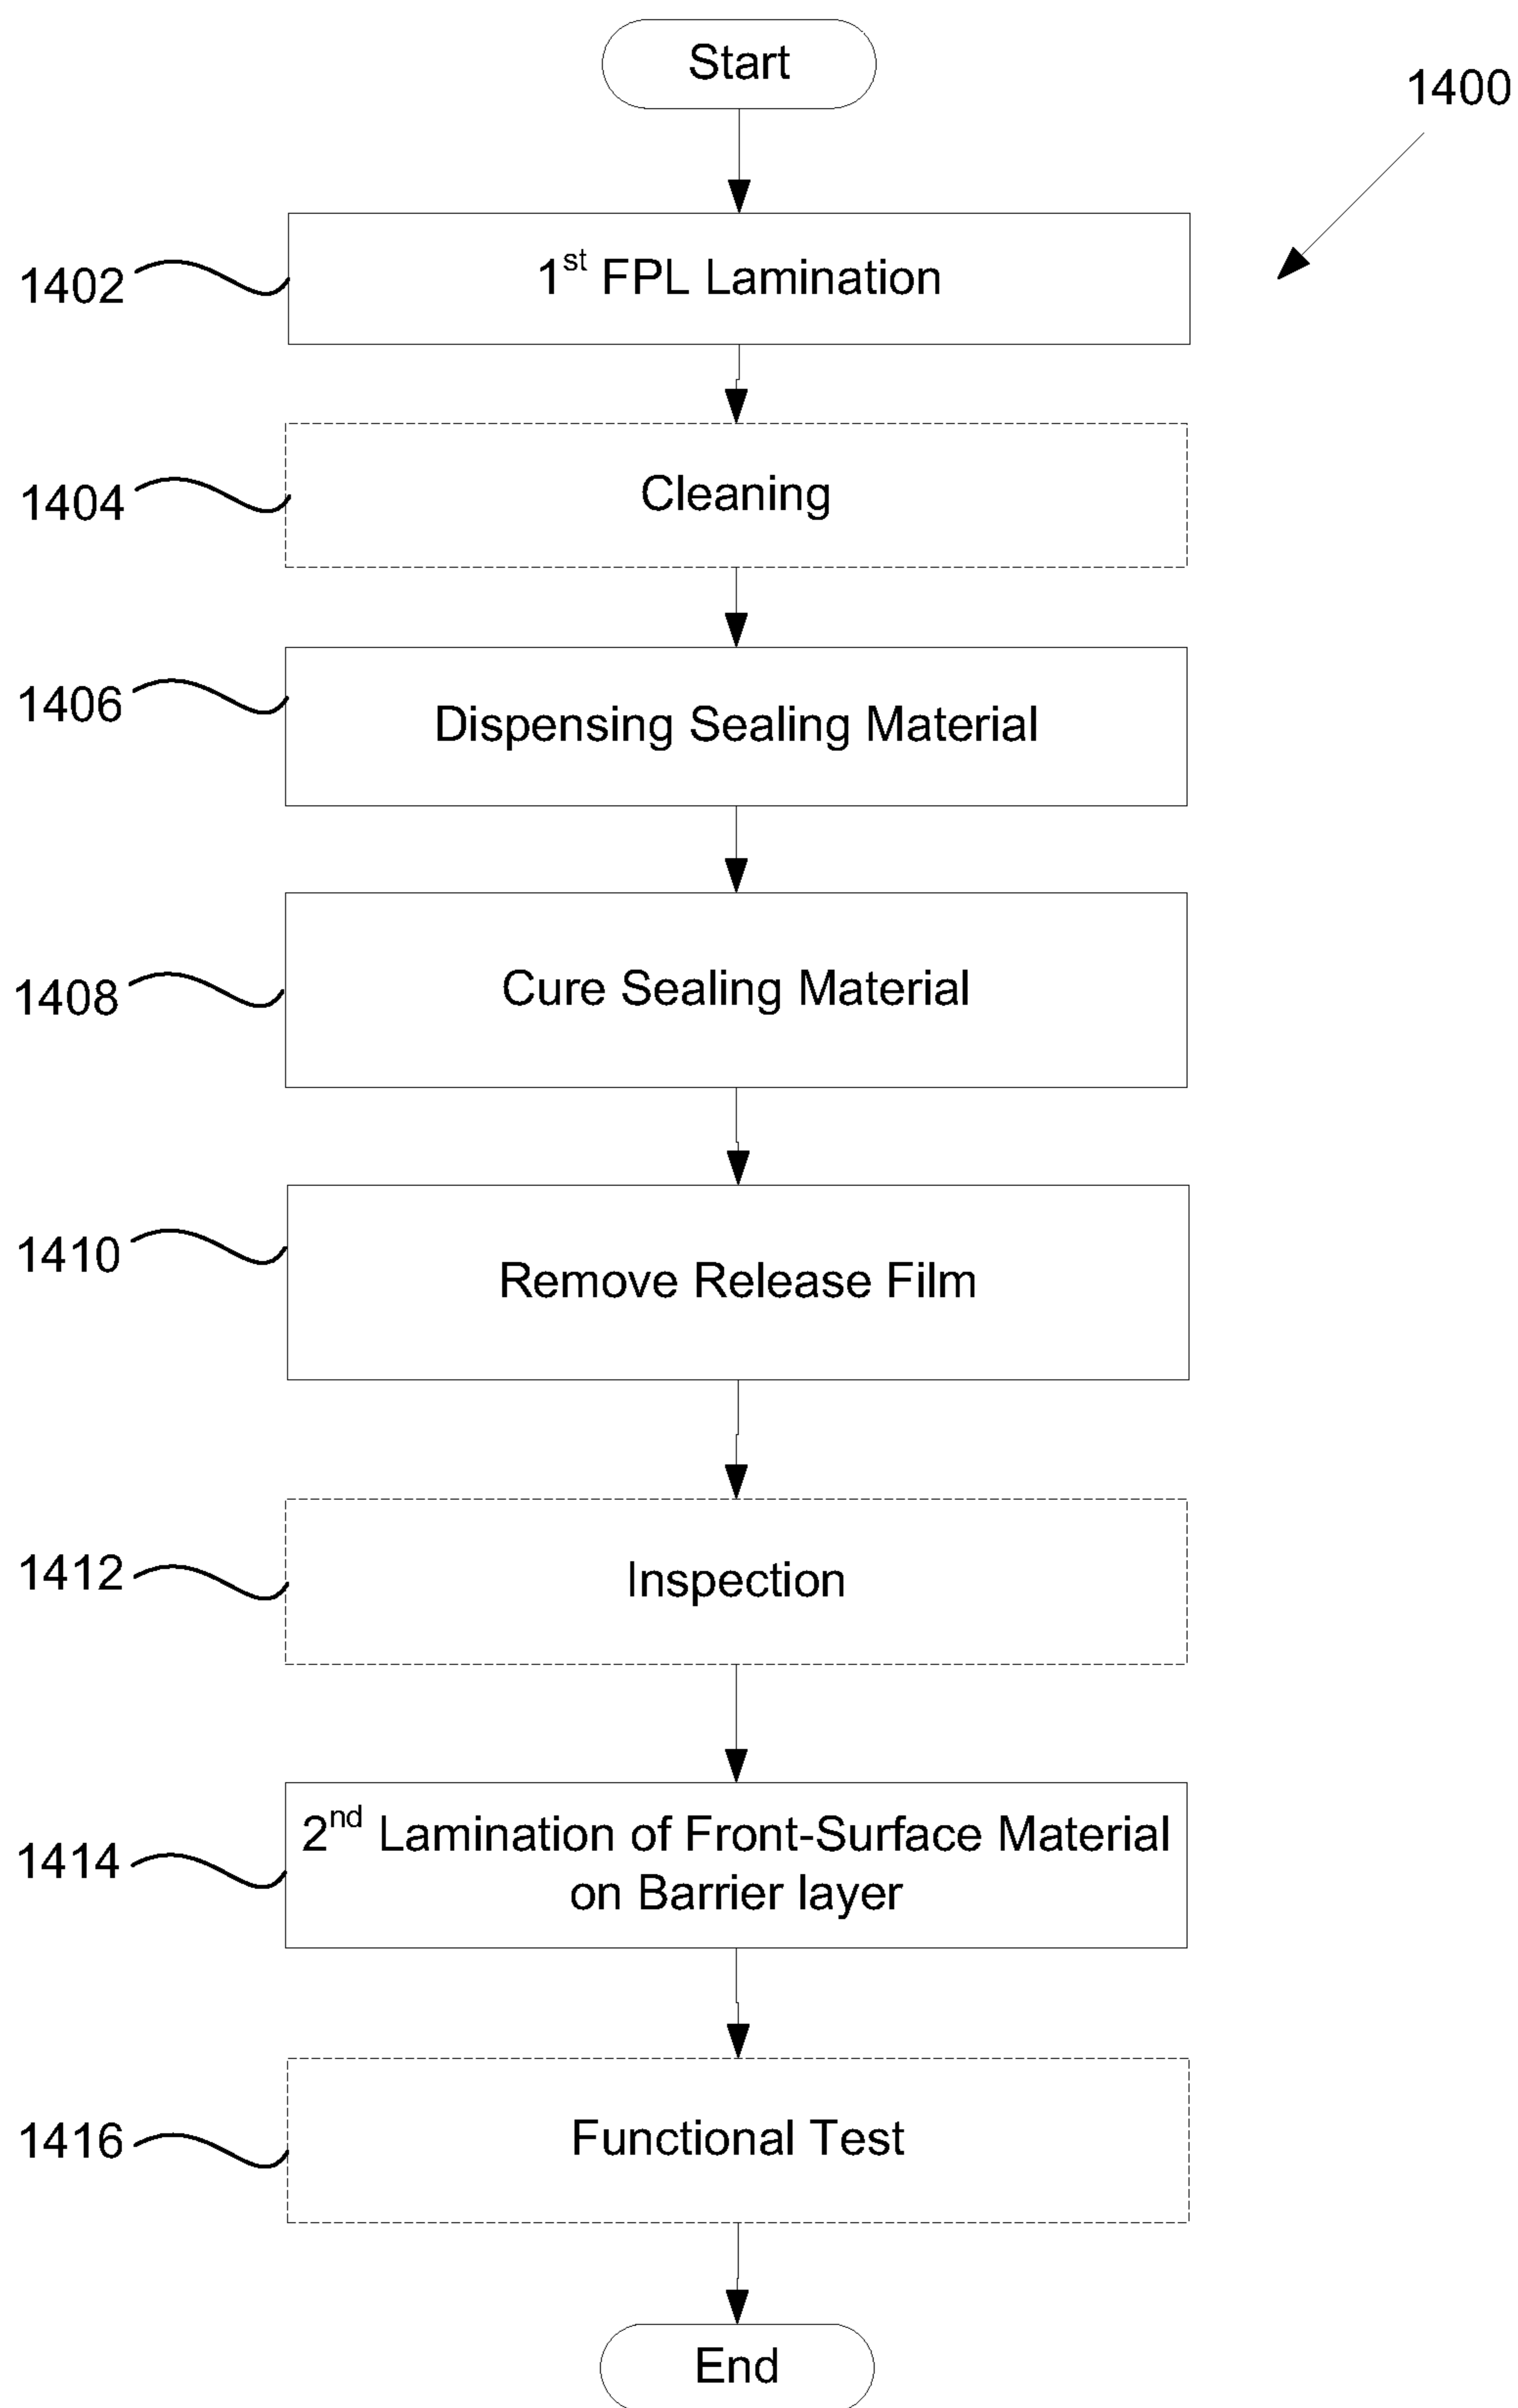 Start
1400
1402
1st FPL Lamination
1404
Cleaning
1406
Dispensing Sealing Material
1408
Cure Sealing Material
1410
Remove Release Film
1412
Inspection
1414
2nd Lamination of Front-Surface Material
on Barrier layer
1416
Functional Test
End